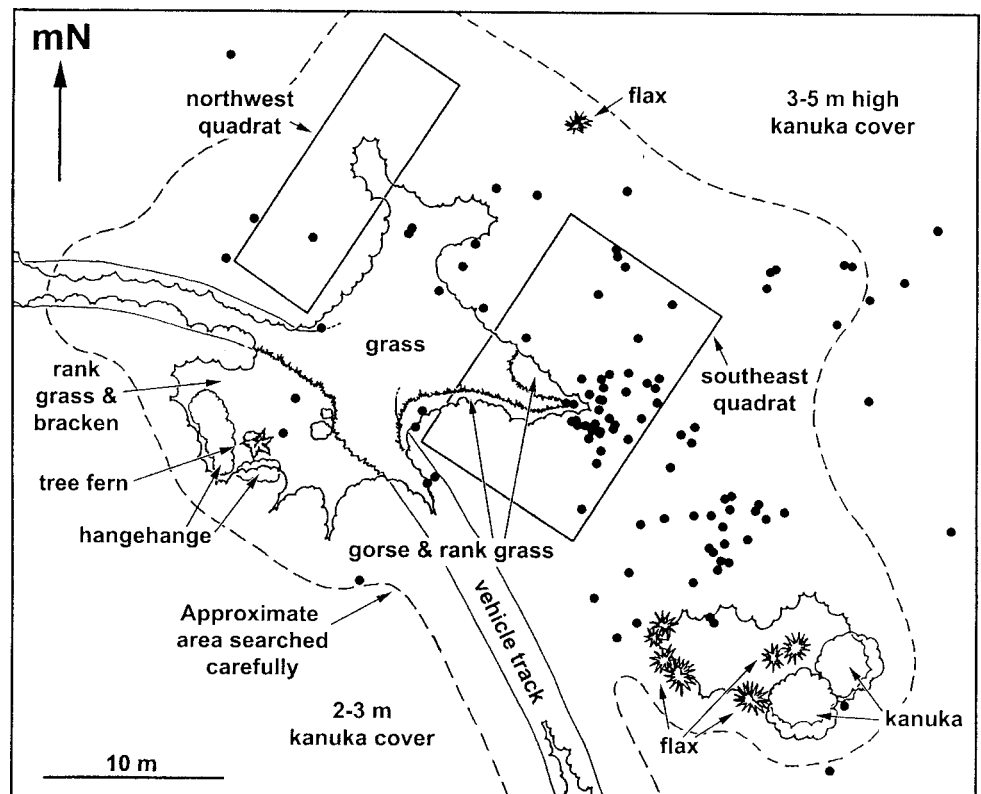 mN
northwest
quadrat
flax
3-5 m high
kanuka cover
grass
rank
grass &
bracken
southeast
quadrat
tree fern
hangehange
gorse & rank grass
vehicle track
Approximate
area searched
carefully
2-3 m
kanuka cover
kanuka
flax
10 m